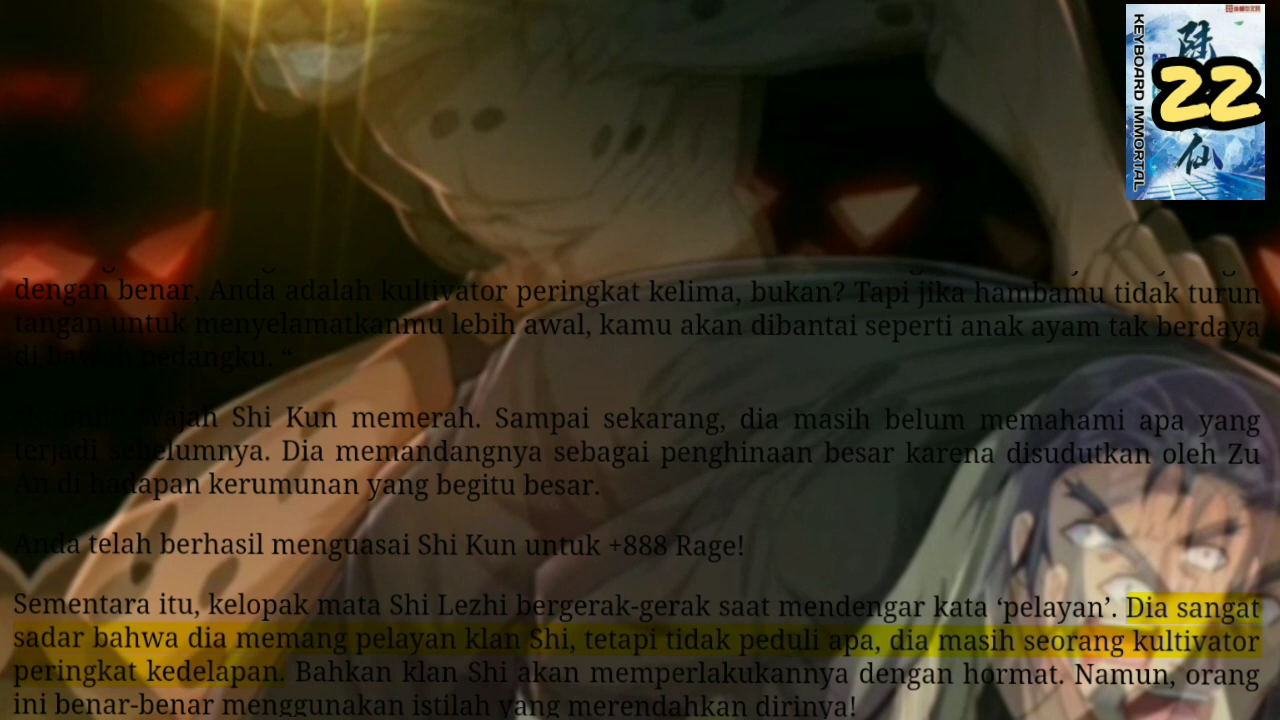 KEYBOARD IMMORTAL
陸
22
仙
dengan benar, Anda adalah kultivator peringkat kelima, bukan? Tapi jika hambamu tidak turun
tangan untuk menyelamatkanmu lebih awal, kamu akan dibantai seperti anak ayam tak berdaya
di bawah pedangku. “
Wajah Shi Kun memerah. Sampai sekarang, dia masih belum memahami apa yang
terjadi sebelumnya. Dia memandangnya sebagai penghinaan besar karena disudutkan oleh Zu
An di hadapan kerumunan yang begitu besar.
Anda telah berhasil menguasai Shi Kun untuk +888 Rage!
Sementara itu, kelopak mata Shi Lezhi bergerak-gerak saat mendengar kata ‘pelayan’. Dia sangat
sadar bahwa dia memang pelayan klan Shi, tetapi tidak peduli apa, dia masih seorang kultivator
peringkat kedelapan. Bahkan klan Shi akan memperlakukannya dengan hormat. Namun, orang
ini benar-benar menggunakan istilah yang merendahkan dirinya!